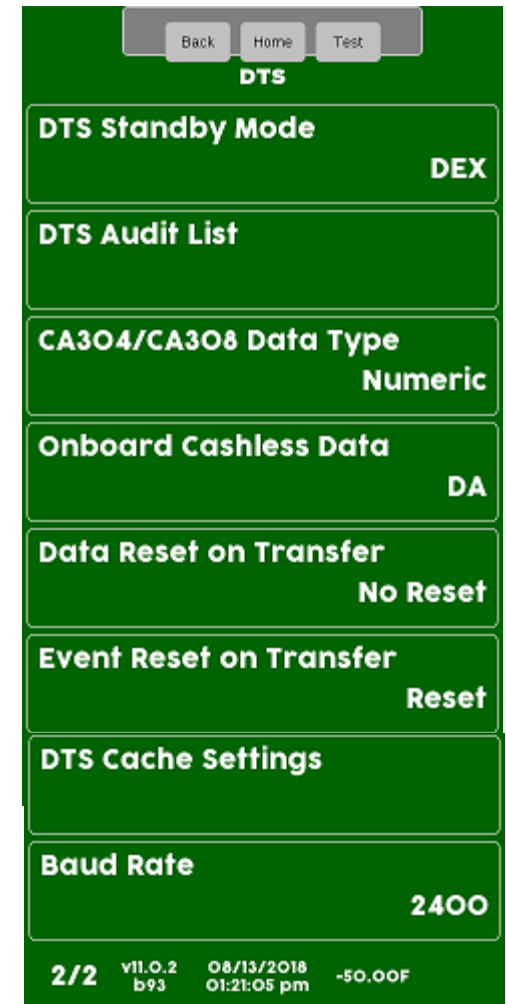 Back Home Test
DTS
DTS Standby Mode
DEX
DTS Audit List
CA304/CA308 Data Type
Numeric
Onboard Cashless Data
DA
Data Reset on Transfer
No Reset
Event Reset on Transfer
Reset
DTS Cache Settings
Baud Rate
2400
2/2 v11.0.2 08/13/2018 -50.00F
b93 01:21:05 pm